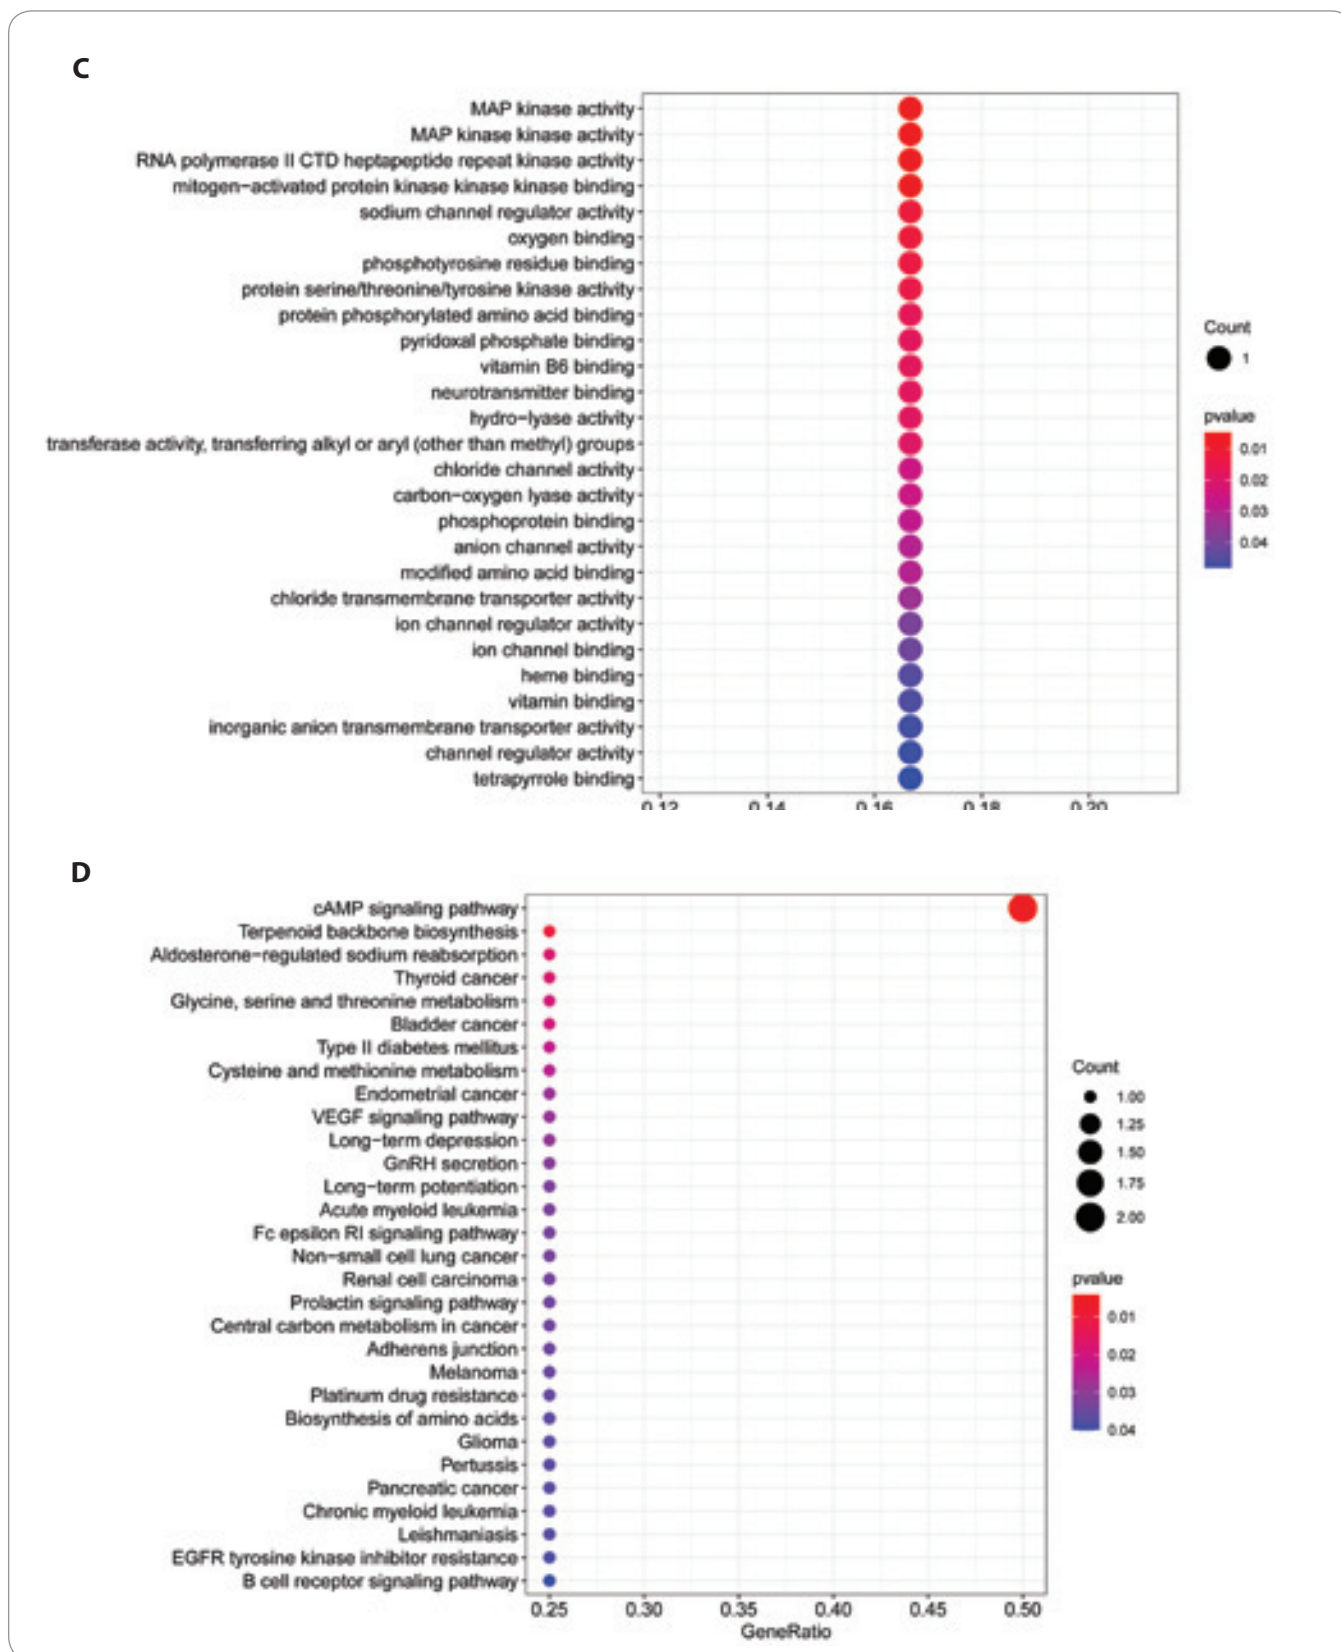 C
MAP kinase activity
MAP kinase kinase activity
RNA polymerase II CTD heptapeptide repeat kinase activity
mitogen−activated protein kinase kinase kinase binding
sodium channel regulator activity
oxygen binding
phosphotyrosine residue binding
protein serine/threonine/tyrosine kinase activity
protein phosphorylated amino acid binding
pyridoxal phosphate binding
vitamin B6 binding
neurotransmitter binding
hydro−lyase activity
transferase activity, transferring alkyl or aryl (other than methyl) groups
chloride channel activity
carbon−oxygen lyase activity
phosphoprotein binding
anion channel activity
modified amino acid binding
chloride transmembrane transporter activity
ion channel regulator activity
ion channel binding
heme binding
vitamin binding
inorganic anion transmembrane transporter activity
channel regulator activity
tetrapyrrole binding
0.12 0.14 0.16 0.18 0.20
Count
1
pvalue
0.01
0.02
0.03
0.04
D
cAMP signaling pathway
Terpenoid backbone biosynthesis
Aldosterone−regulated sodium reabsorption
Thyroid cancer
Glycine, serine and threonine metabolism
Bladder cancer
Type II diabetes mellitus
Cysteine and methionine metabolism
Endometrial cancer
VEGF signaling pathway
Long−term depression
GnRH secretion
Long−term potentiation
Acute myeloid leukemia
Fc epsilon RI signaling pathway
Non−small cell lung cancer
Renal cell carcinoma
Prolactin signaling pathway
Central carbon metabolism in cancer
Adherens junction
Melanoma
Platinum drug resistance
Biosynthesis of amino acids
Glioma
Pertussis
Pancreatic cancer
Chronic myeloid leukemia
Leishmaniasis
EGFR tyrosine kinase inhibitor resistance
B cell receptor signaling pathway
0.25 0.30 0.35 0.40 0.45 0.50
GeneRatio
Count
1.00
1.25
1.50
1.75
2.00
pvalue
0.01
0.02
0.03
0.04